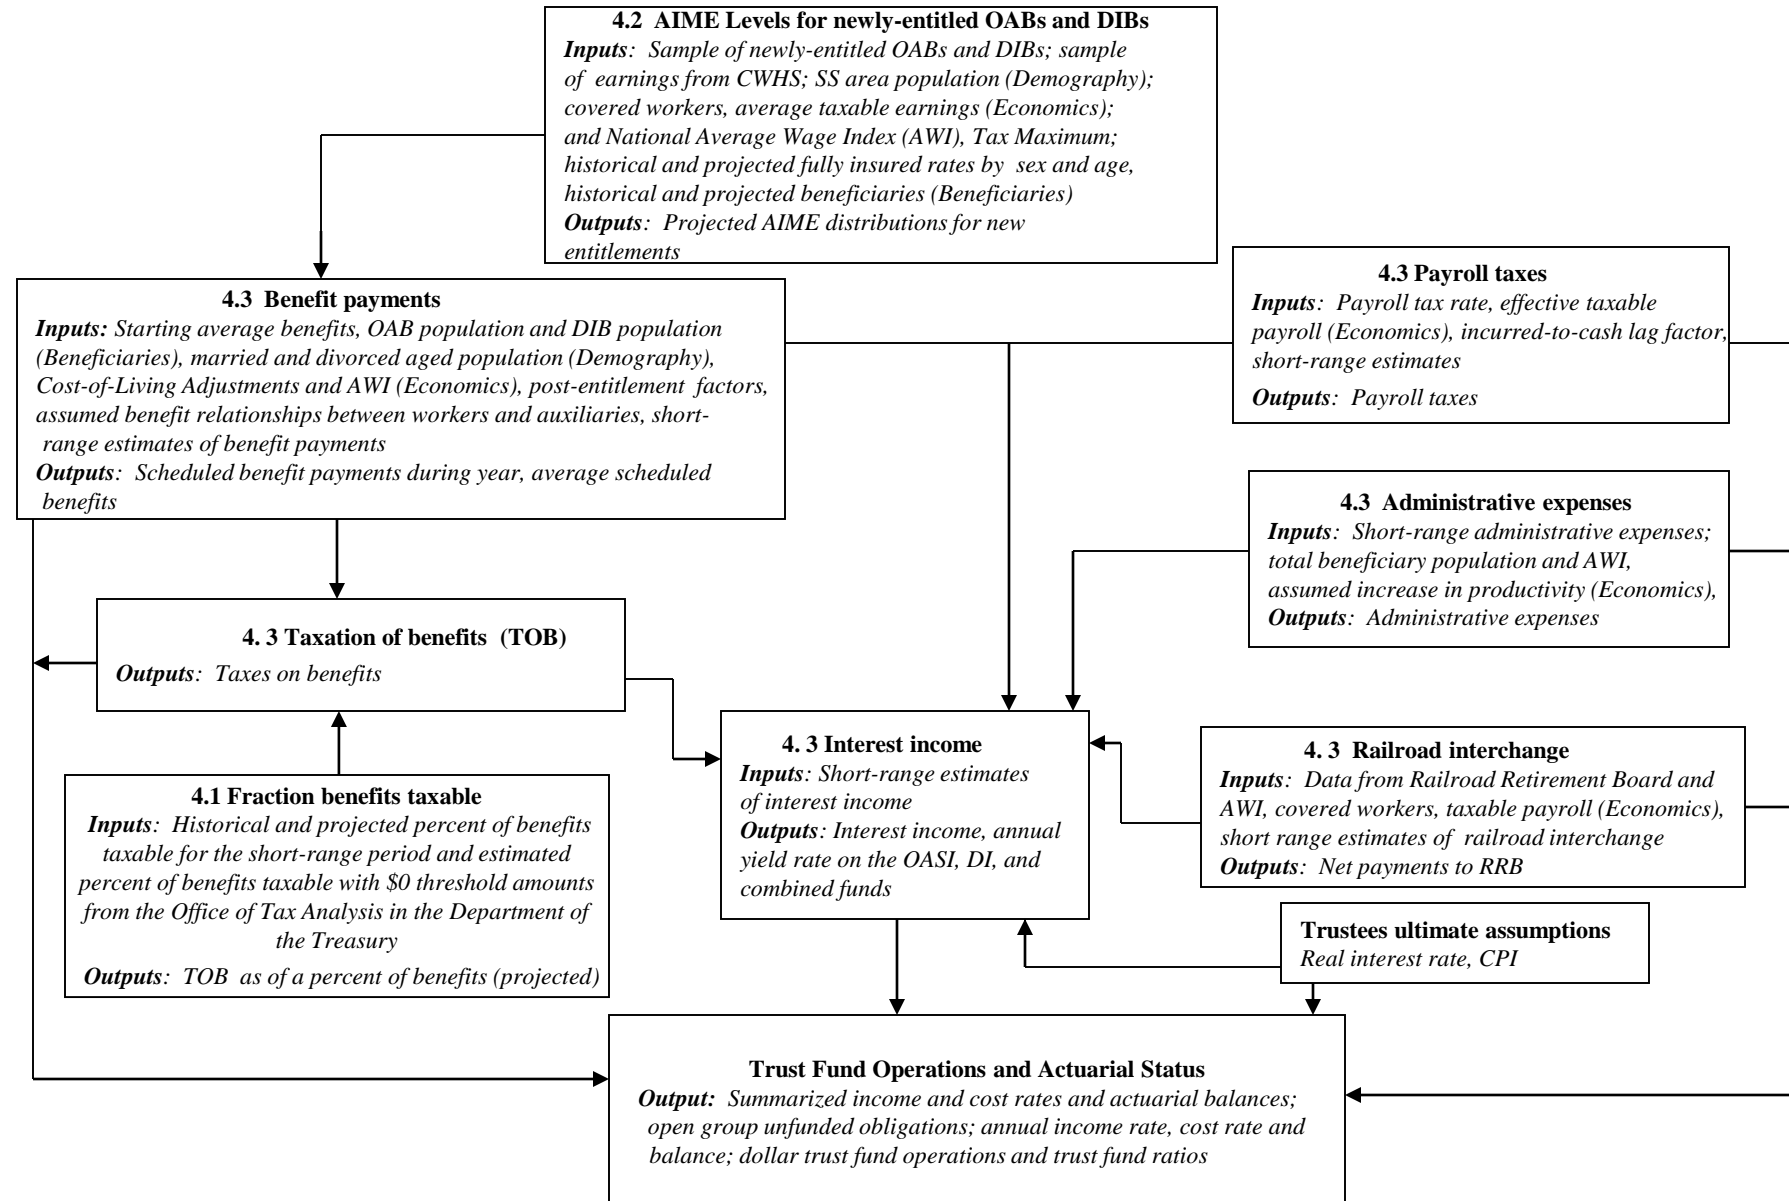 4.2 AIME Levels for newly-entitled OABs and DIBs
Inputs: Sample of newly-entitled OABs and DIBs; sample
of earnings from CWHS; SS area population (Demography);
covered workers, average taxable earnings (Economics);
and National Average Wage Index (AWI), Tax Maximum;
historical and projected fully insured rates by sex and age,
historical and projected beneficiaries (Beneficiaries)
Outputs: Projected AIME distributions for new
entitlements
4.3 Benefit payments
Inputs: Starting average benefits, OAB population and DIB population
(Beneficiaries), married and divorced aged population (Demography),
Cost-of-Living Adjustments and AWI (Economics), post-entitlement factors,
assumed benefit relationships between workers and auxiliaries, short-
range estimates of benefit payments
Outputs: Scheduled benefit payments during year, average scheduled
benefits
4.3 Payroll taxes
Inputs: Payroll tax rate, effective taxable
payroll (Economics), incurred-to-cash lag factor,
short-range estimates
Outputs: Payroll taxes
4.3 Administrative expenses
Inputs: Short-range administrative expenses;
total beneficiary population and AWI,
assumed increase in productivity (Economics),
Outputs: Administrative expenses
4. 3 Taxation of benefits (TOB)
Outputs: Taxes on benefits
4. 3 Interest income
Inputs: Short-range estimates
of interest income
Outputs: Interest income, annual
yield rate on the OASI, DI, and
combined funds
4. 3 Railroad interchange
Inputs: Data from Railroad Retirement Board and
AWI, covered workers, taxable payroll (Economics),
short range estimates of railroad interchange
Outputs: Net payments to RRB
4.1 Fraction benefits taxable
Inputs: Historical and projected percent of benefits
taxable for the short-range period and estimated
percent of benefits taxable with $0 threshold amounts
from the Office of Tax Analysis in the Department of
the Treasury
Outputs: TOB as of a percent of benefits (projected)
Trustees ultimate assumptions
Real interest rate, CPI
Trust Fund Operations and Actuarial Status
Output: Summarized income and cost rates and actuarial balances;
open group unfunded obligations; annual income rate, cost rate and
balance; dollar trust fund operations and trust fund ratios